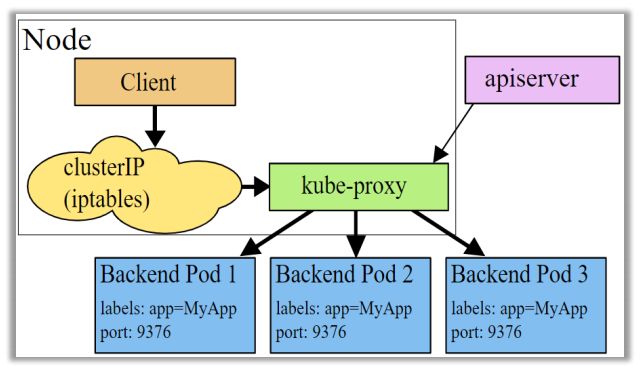 Node
Client
apiserver
clusterIP
(iptables)
kube-proxy
Backend Pod 1
labels: app=MyApp
port: 9376
Backend Pod 2
labels: app=MyApp
port: 9376
Backend Pod 3
labels: app=MyApp
port: 9376